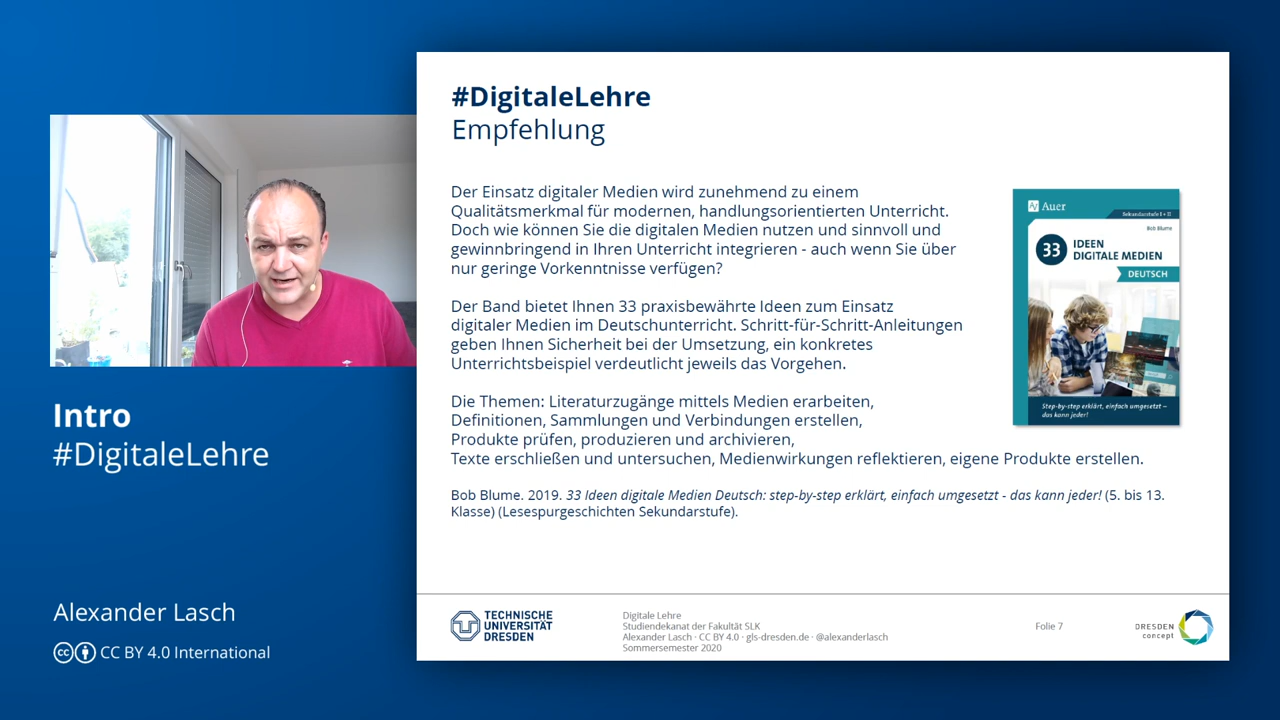 #DigitaleLehre
Empfehlung
Der Einsatz digitaler Medien wird zunehmend zu einem
Qualitätsmerkmal für modernen, handlungsorientierten Unterricht.
Doch wie können Sie die digitalen Medien nutzen und sinnvoll und
gewinnbringend in Ihren Unterricht integrieren - auch wenn Sie über
nur geringe Vorkenntnisse verfügen?
Der Band bietet Ihnen 33 praxisbewährte Ideen zum Einsatz
digitaler Medien im Deutschunterricht. Schritt-für-Schritt-Anleitungen
geben Ihnen Sicherheit bei der Umsetzung, ein konkretes
Unterrichtsbeispiel verdeutlicht jeweils das Vorgehen.
Die Themen: Literaturzugänge mittels Medien erarbeiten,
Definitionen, Sammlungen und Verbindungen erstellen,
Produkte prüfen, produzieren und archivieren,
Texte erschließen und untersuchen, Medienwirkungen reflektieren, eigene Produkte erstellen.
Bob Blume. 2019. 33 Ideen digitale Medien Deutsch: step-by-step erklärt, einfach umgesetzt - das kann jeder! (5. bis 13.
Klasse) (Lesespurgeschichten Sekundarstufe).
Auer
Sekundarstufe I + II
Bob Blume
33
IDEEN
DIGITALE MEDIEN
DEUTSCH
Step-by-step erklärt, einfach umgesetzt –
das kann jeder!
Intro
#DigitaleLehre
Alexander Lasch
CC BY 4.0 International
TECHNISCHE
UNIVERSITÄT
DRESDEN
Digitale Lehre
Studiendekanat der Fakultät SLK
Alexander Lasch · CC BY 4.0 · gls-dresden.de · @alexanderlasch
Sommersemester 2020
Folie 7
DRESDEN
concept